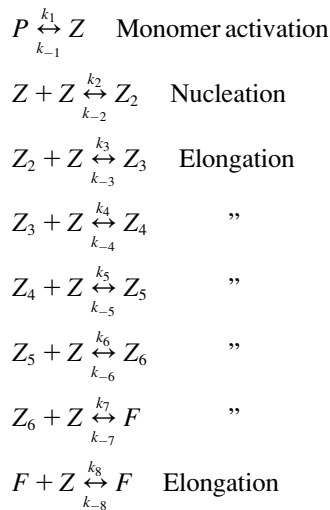 P ↔ Z k₁ k₋₁ Monomer activation
Z + Z ↔ Z₂ k₂ k₋₂ Nucleation
Z₂ + Z ↔ Z₃ k₃ k₋₃ Elongation
Z₃ + Z ↔ Z₄ k₄ k₋₄ ”
Z₄ + Z ↔ Z₅ k₅ k₋₅ ”
Z₅ + Z ↔ Z₆ k₆ k₋₆ ”
Z₆ + Z ↔ F k₇ k₋₇ ”
F + Z ↔ F k₈ k₋₈ Elongation